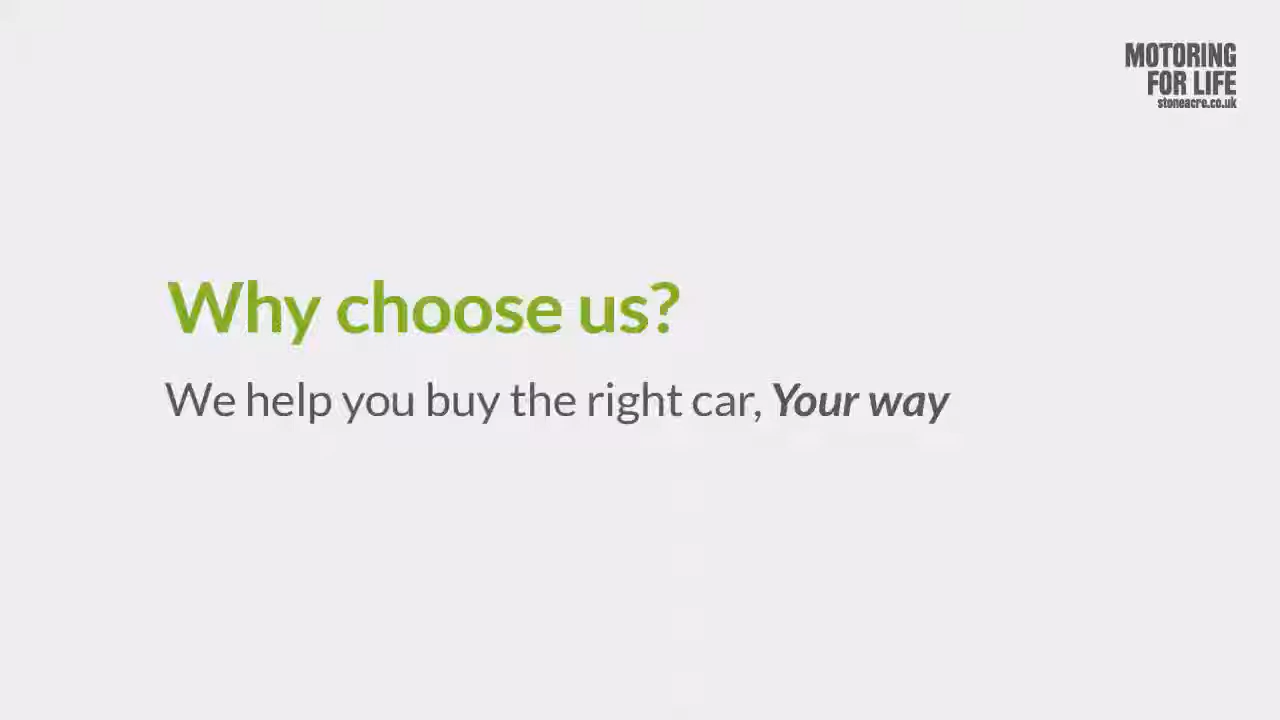 MOTORING
FOR LIFE
stoneacre.co.uk
Why choose us?
We help you buy the right car, Your way